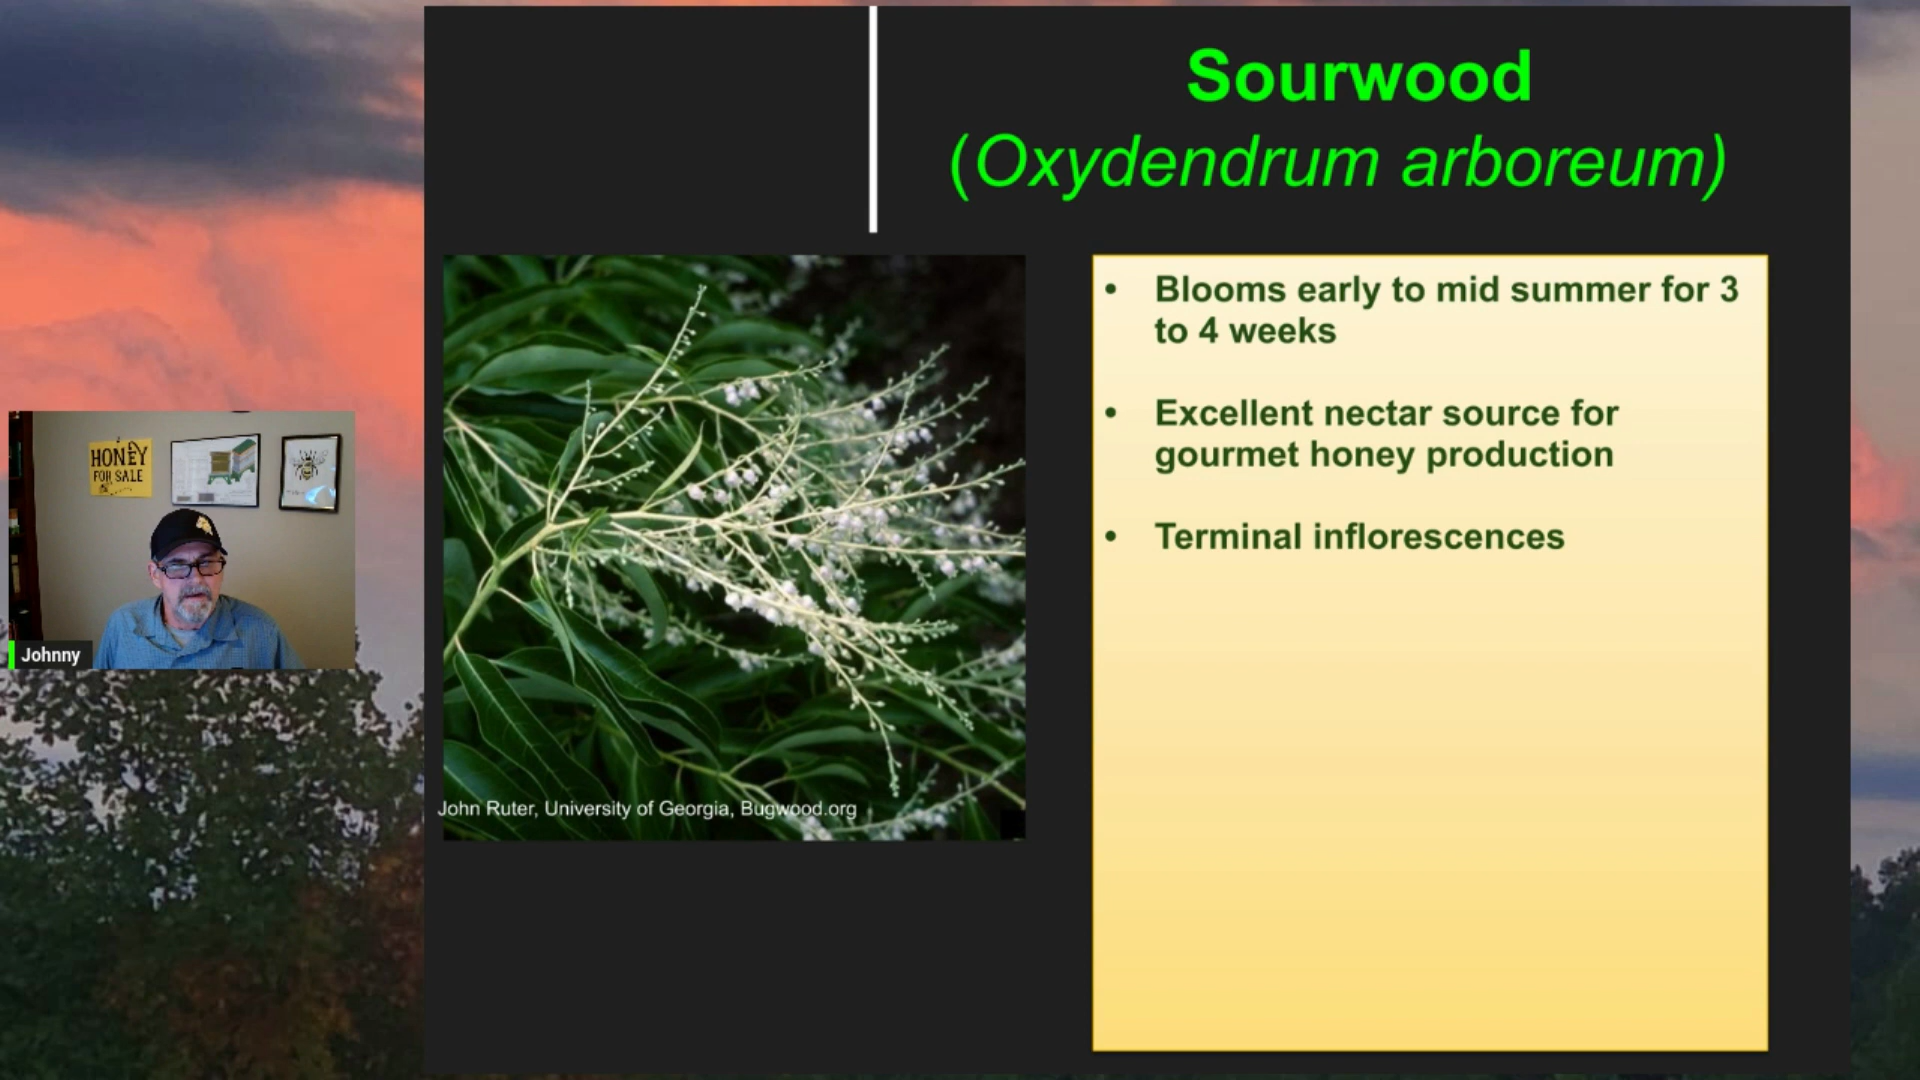 Sourwood
(Oxydendrum arboreum)
• Blooms early to mid summer for 3
to 4 weeks
• Excellent nectar source for
gourmet honey production
• Terminal inflorescences
John Ruter, University of Georgia, Bugwood.org
HONEY
FOR SALE
Johnny